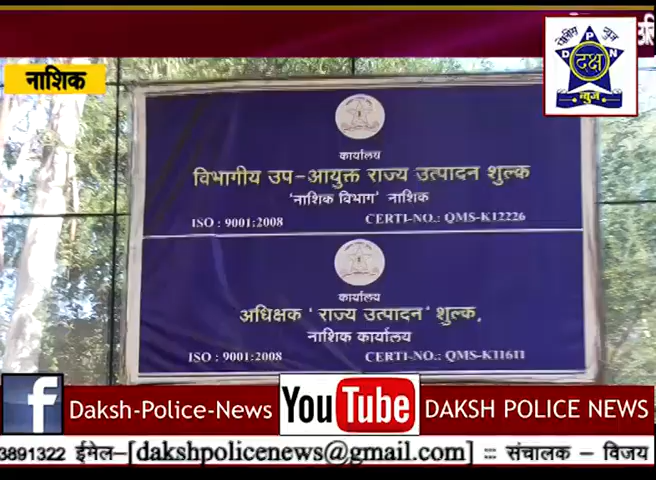 नाशिक
पोलीस न्युज
D P N
दक्ष
न्युज
कार्यालय
विभागीय उप-आयुक्त राज्य उत्पादन शुल्क
'नाशिक विभाग' नाशिक
ISO : 9001:2008 CERTI-NO.: QMS-K12226
कार्यालय
अधिक्षक ' राज्य उत्पादन ' शुल्क,
नाशिक कार्यालय
ISO : 9001:2008 CERTI-NO.: QMS-K11611
f Daksh-Police-News YouTube DAKSH POLICE NEWS
3891322 ईमेल-[dakshpolicenews@gmail.com] ::: संचालक - विजय